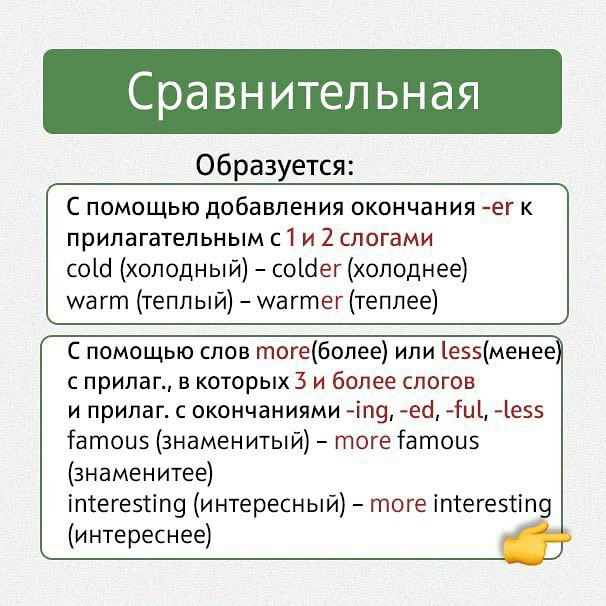 Сравнительная
Образуется:
С помощью добавления окончания -er к
прилагательным с 1 и 2 слогами
cold (холодный) – colder (холоднее)
warm (теплый) – warmer (теплее)
С помощью слов more(более) или less(менее)
с прилаг., в которых 3 и более слогов
и прилаг. с окончаниями -ing, -ed, -ful, -less
famous (знаменитый) – more famous
(знаменитее)
interesting (интересный) – more interesting
(интереснее)